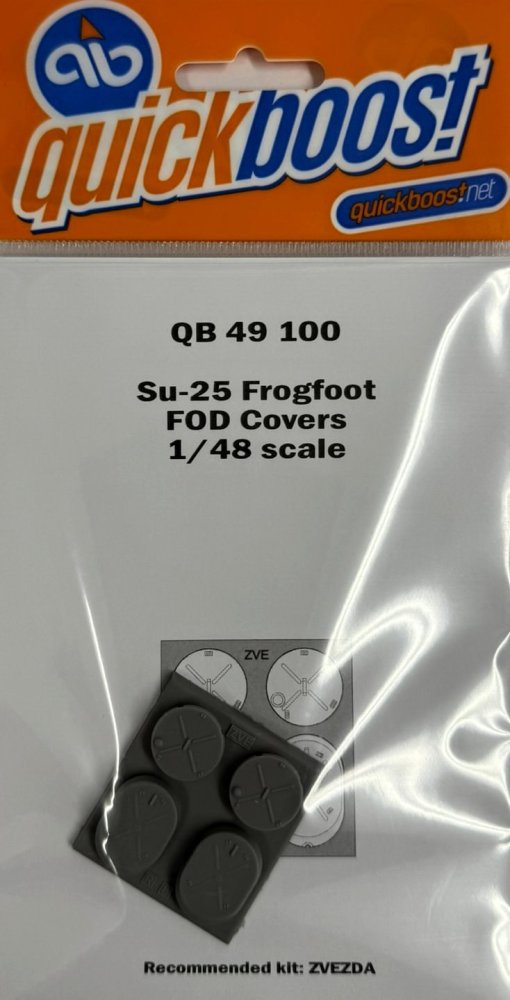 qb
quickboost
quickboost.net
QB 49 100
Su-25 Frogfoot
FOD Covers
1/48 scale
ZVE
ZVE
Recommended kit: ZVEZDA